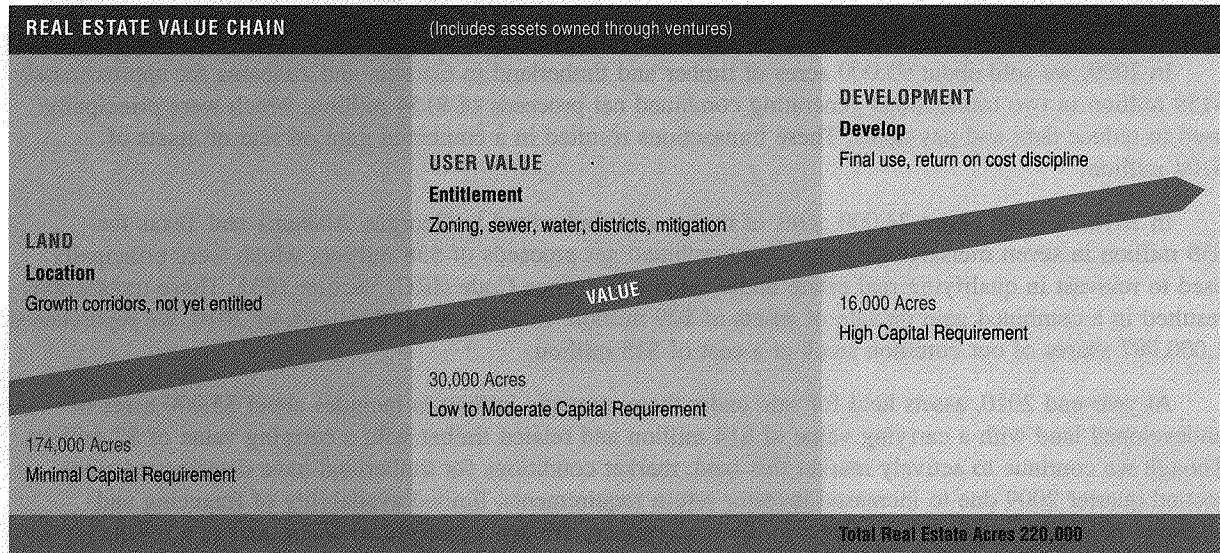 REAL ESTATE VALUE CHAIN (Includes assets owned through ventures)
LAND
Location
Growth corridors, not yet entitled
174,000 Acres
Minimal Capital Requirement
USER VALUE
Entitlement
Zoning, sewer, water, districts, mitigation
30,000 Acres
Low to Moderate Capital Requirement
DEVELOPMENT
Develop
Final use, return on cost discipline
16,000 Acres
High Capital Requirement
VALUE
Total Real Estate Acres 220,000